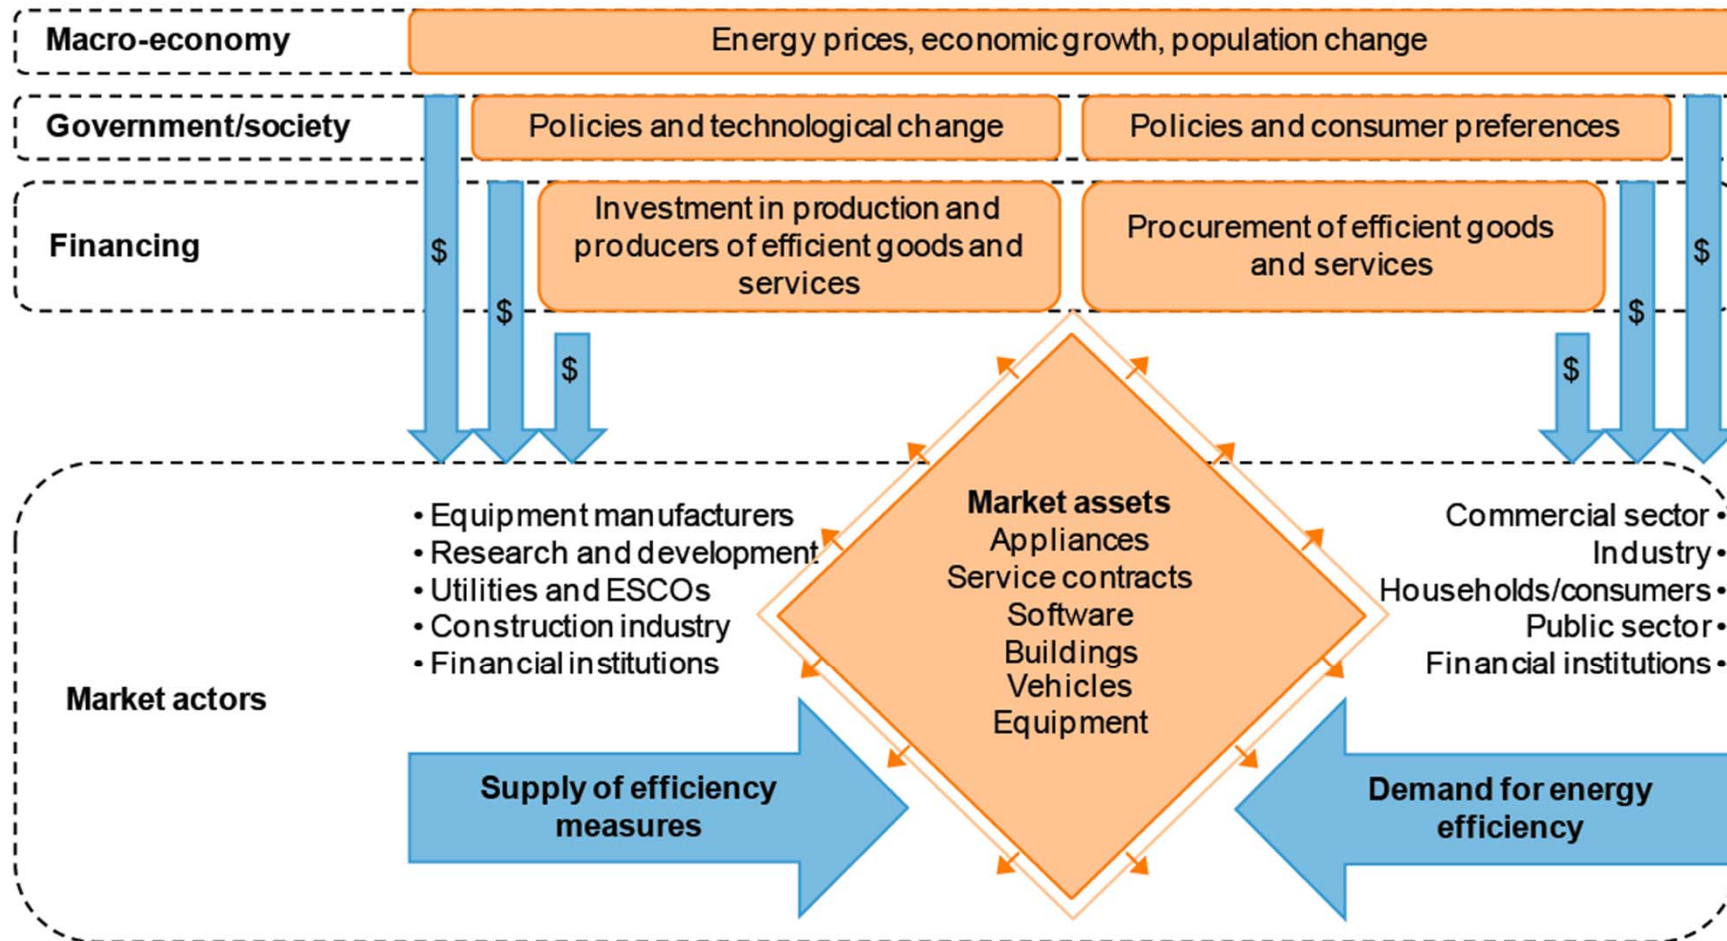 Macro-economy
Energy prices, economic growth, population change
Government/society
Policies and technological change
Policies and consumer preferences
Financing
Investment in production and
producers of efficient goods and
services
Procurement of efficient goods
and services
$
$
$
$
$
$
Market actors
• Equipment manufacturers
• Research and development
• Utilities and ESCOs
• Construction industry
• Financial institutions
Market assets
Appliances
Service contracts
Software
Buildings
Vehicles
Equipment
Commercial sector •
Industry •
Households/consumers •
Public sector •
Financial institutions •
Supply of efficiency
measures
Demand for energy
efficiency